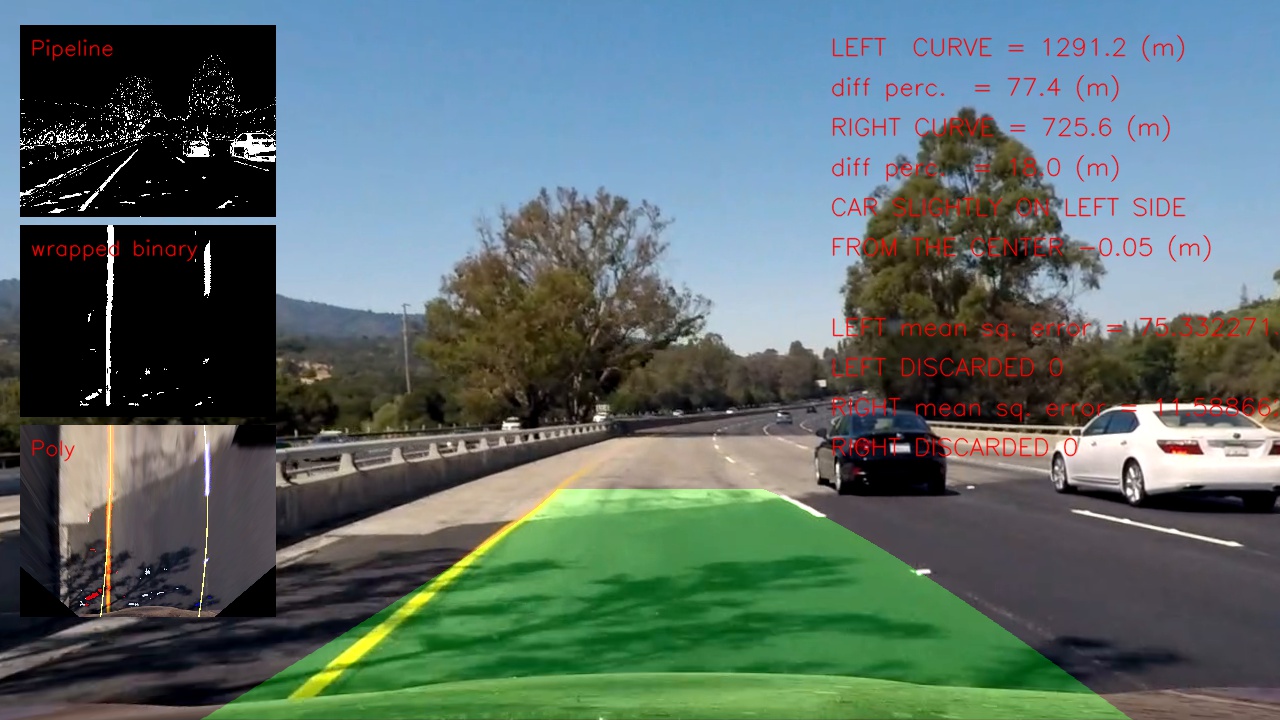 Pipeline
wrapped binary
Poly
LEFT CURVE = 1291.2 (m)
diff perc. = 77.4 (m)
RIGHT CURVE = 725.6 (m)
diff perc. = 18.0 (m)
CAR SLIGHTLY ON LEFT SIDE
FROM THE CENTER -0.05 (m)
LEFT mean sq. error = 75.332271
LEFT DISCARDED 0
RIGHT mean sq. error = 11.58866
RIGHT DISCARDED 0